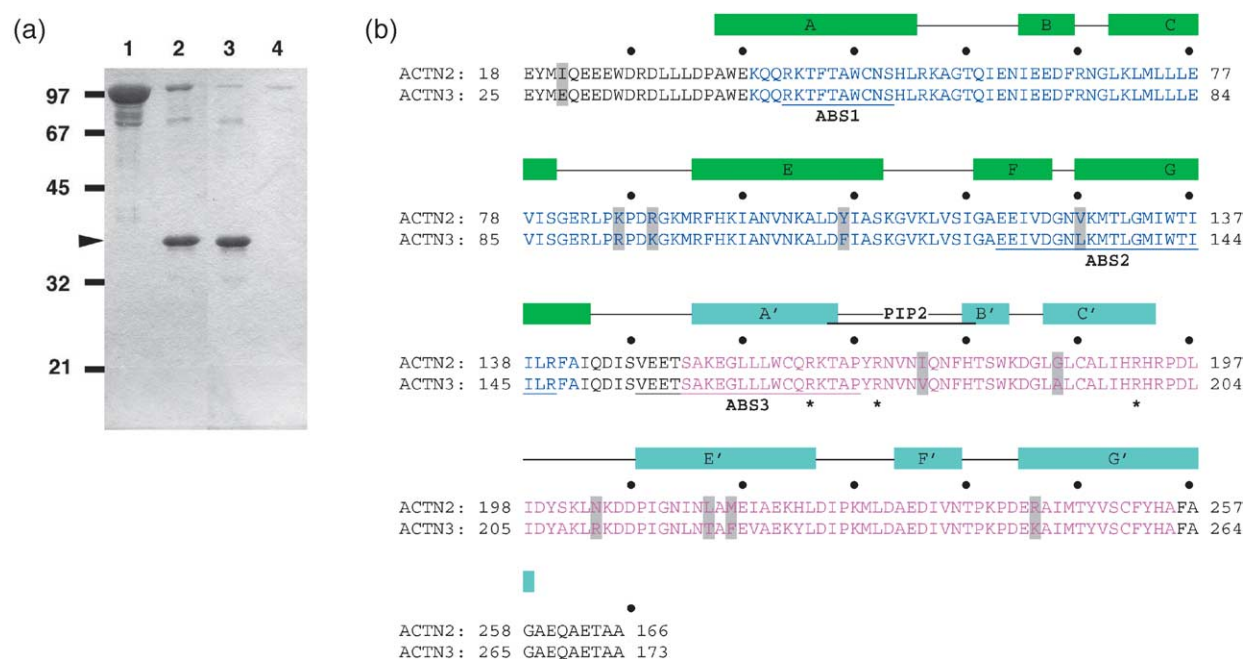 (a)
1 2 3 4
97
67
45
32
21
(b)
A B C
ACTN2: 18 EYMIQEEEWDRDLLLDPAWEKQQRKTFTAWCNSHLRKAGTQIENIEEDFRNGLKLMLLLE 77
ACTN3: 25 EYMEQEEDWDRDLLLDPAWEKQQRKTFTAWCNSHLRKAGTQIENIEEDFRNGLKLMLLLE 84
ABS1
E F G
ACTN2: 78 VISGERLPKPDRGKMRFHKIANVNKALDYIASKGVKLVSIGAEEIVDGNVKMTLGMIWTI 137
ACTN3: 85 VISGERLPRPDKGKMRFHKIANVNKALDFIASKGVKLVSIGAEEIVDGNLKMTLGMIWTI 144
ABS2
A′ PIP2 B′ C′
ACTN2: 138 ILRFAIQDISVEETSAKEGLLLWCQRKTAPYRNVNIQNFHTSWKDGLGLCALIHRHRPDL 197
ACTN3: 145 ILRFAIQDISVEETSAKEGLLLWCQRKTAPYRNVNVQNFHTSWKDGLALCALIHRHRPDL 204
ABS3 * * *
E′ F′ G′
ACTN2: 198 IDYSKLNKDDPIGNINLAMEIAEKHLDIPKMLDAEDIVNTPKPDERAIMTYVSCFYHAFA 257
ACTN3: 205 IDYAKLRKDDPIGNLNTAFEVAEKYLDIPKMLDAEDIVNTPKPDEKAIMTYVSCFYHAFA 264
ACTN2: 258 GAEQAETAA 166
ACTN3: 265 GAEQAETAA 173